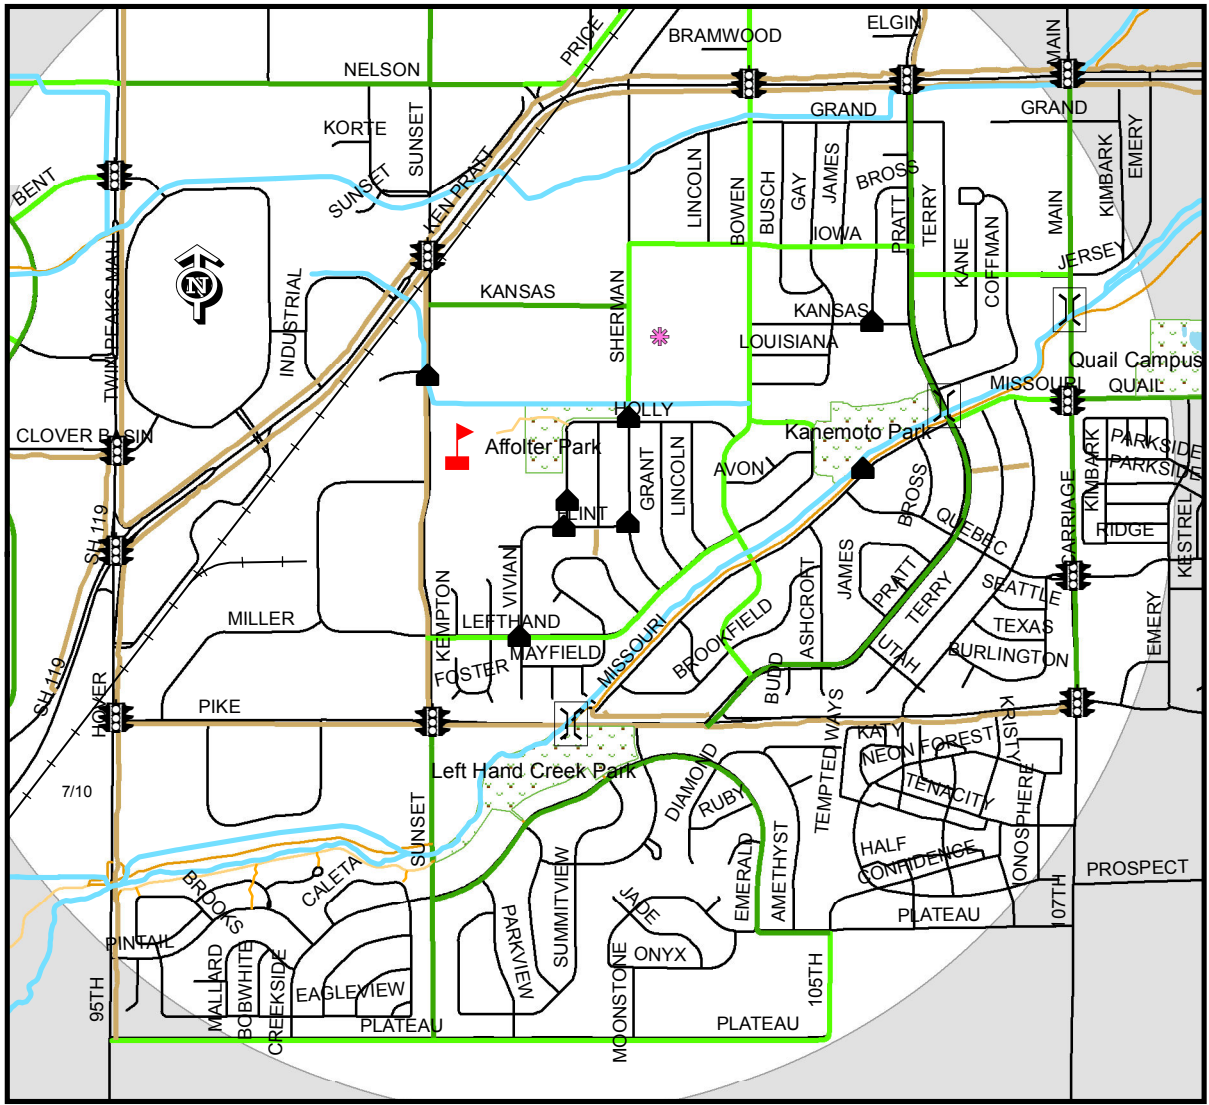 ELGIN
PRICE
BRAMWOOD
MAIN
NELSON
GRAND
GRAND
KORTE
SUNSET
KIMBARK
EMERY
BENT
SUNSET
KEN PRATT
LINCOLN
BOWEN
BUSCH
GAY
JAMES
BROSS
PRATT
TERRY
MAIN
IOWA
JERSEY
TWIN PEAKS MALL
N
INDUSTRIAL
KANSAS
SHERMAN
KANSAS
KANE
COFFMAN
LOUISIANA
Quail Campus
MISSOURI
QUAIL
HOLLY
CLOVER BASIN
Affolter Park
Kanemoto Park
PARKSIDE
PARKSIDE
KIMBARK
GRANT
LINCOLN
AVON
BROSS
SH 119
FLINT
QUEBEC
CARRIAGE
RIDGE
KESTREL
VIVIAN
JAMES
PRATT
TERRY
SEATTLE
ASHCROFT
MILLER
KEMPTON
LEFTHAND
MISSOURI
BROOKFIELD
TEXAS
EMERY
MAYFIELD
UTAH
BURLINGTON
FOSTER
BUDD
SH 119
HOVER
PIKE
TEMPTED WAYS
KRISTY
KATY
NEON FOREST
Left Hand Creek Park
DIAMOND
7/10
RUBY
TENACITY
IONOSPHERE
SUNSET
HALF
CONFIDENCE
PROSPECT
BROOKS
CALETA
SUMMITVIEW
EMERALD
AMETHYST
JADE
PLATEAU
107TH
PINTAIL
PARKVIEW
ONYX
MALLARD
BOBWHITE
CREEKSIDE
EAGLEVIEW
MOONSTONE
105TH
95TH
PLATEAU
PLATEAU